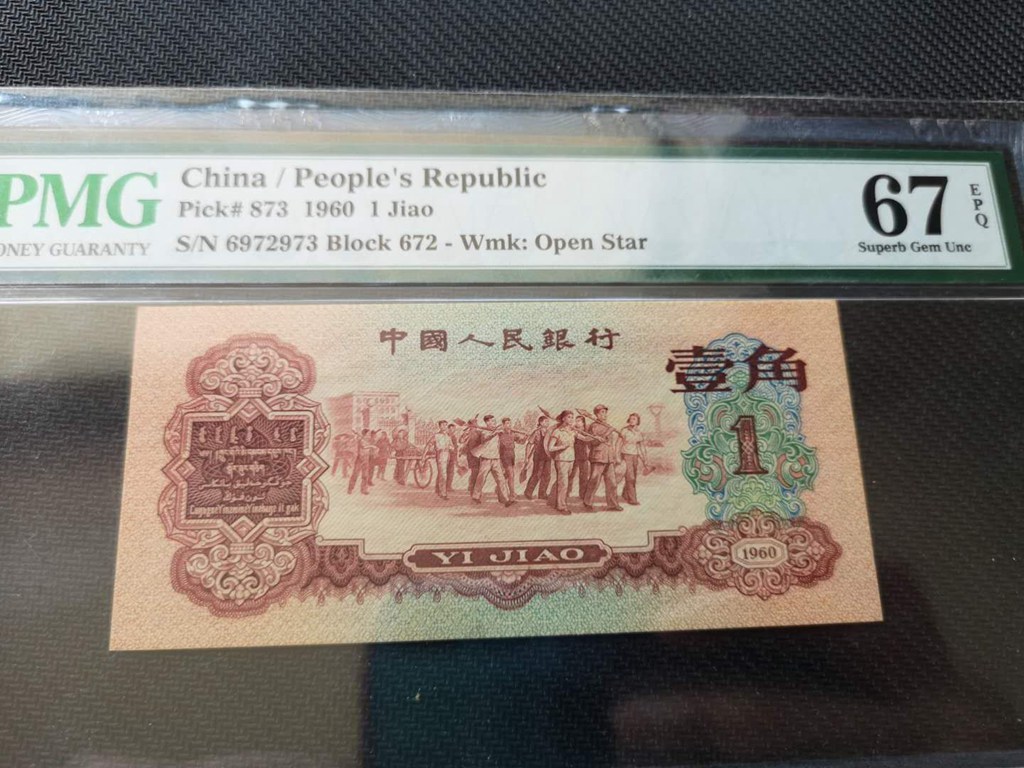 PMG
ONEY GUARANTY
China / People's Republic
Pick# 873 1960 1 Jiao
S/N 6972973 Block 672 - Wmk: Open Star
67
EPQ
Superb Gem Unc
中國人民銀行
壹角
1
YI JIAO
1960